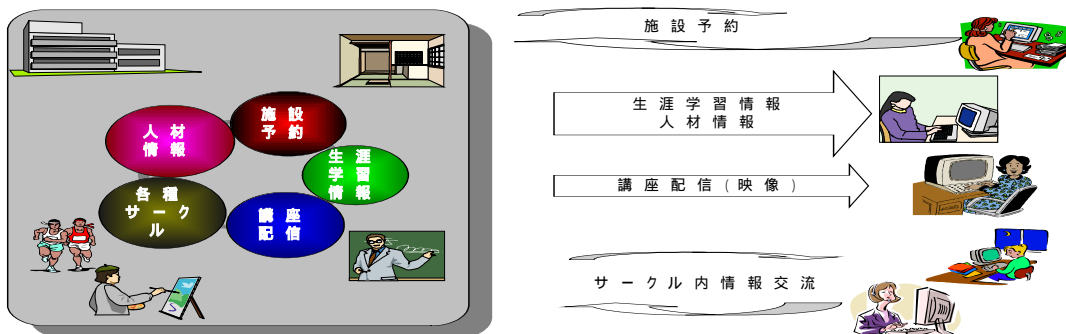 施設
予約
人材
情報
生涯
学習
情報
各種
サーク
ル
講座
配信
施設予約
生涯学習情報
人材情報
講座配信(映像)
サークル内情報交流